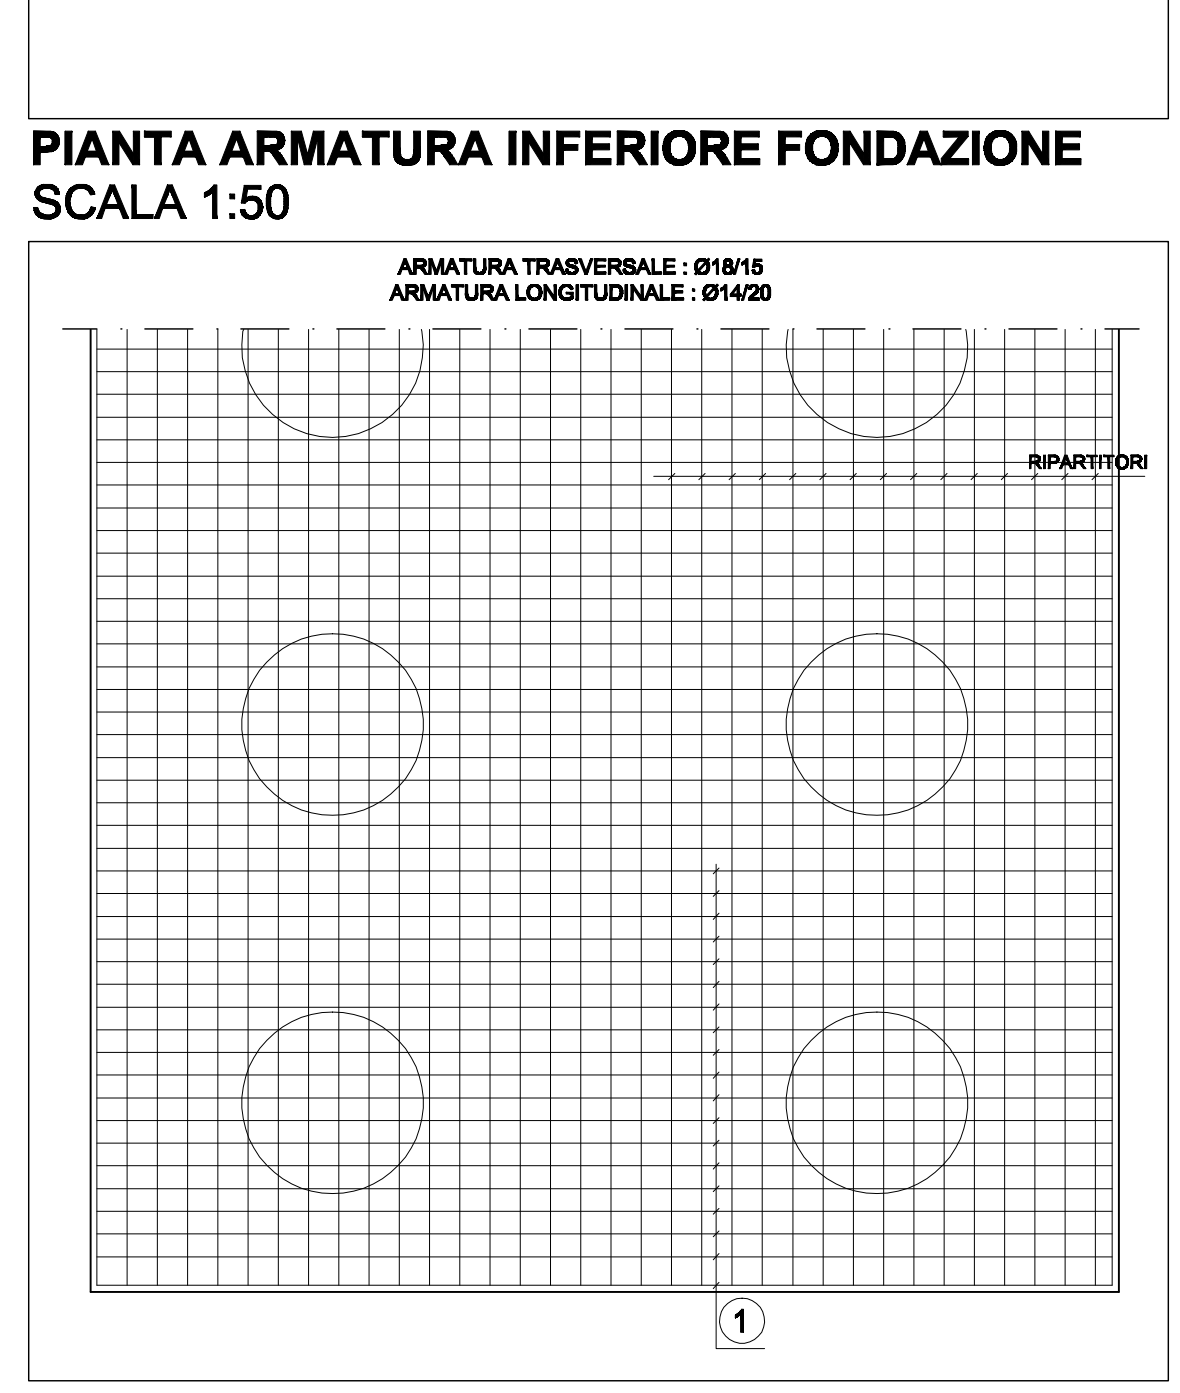 PIANTA ARMATURA INFERIORE FONDAZIONE
SCALA 1:50
ARMATURA TRASVERSALE : Ø18/15
ARMATURA LONGITUDINALE : Ø14/20
RIPARTITORI
1